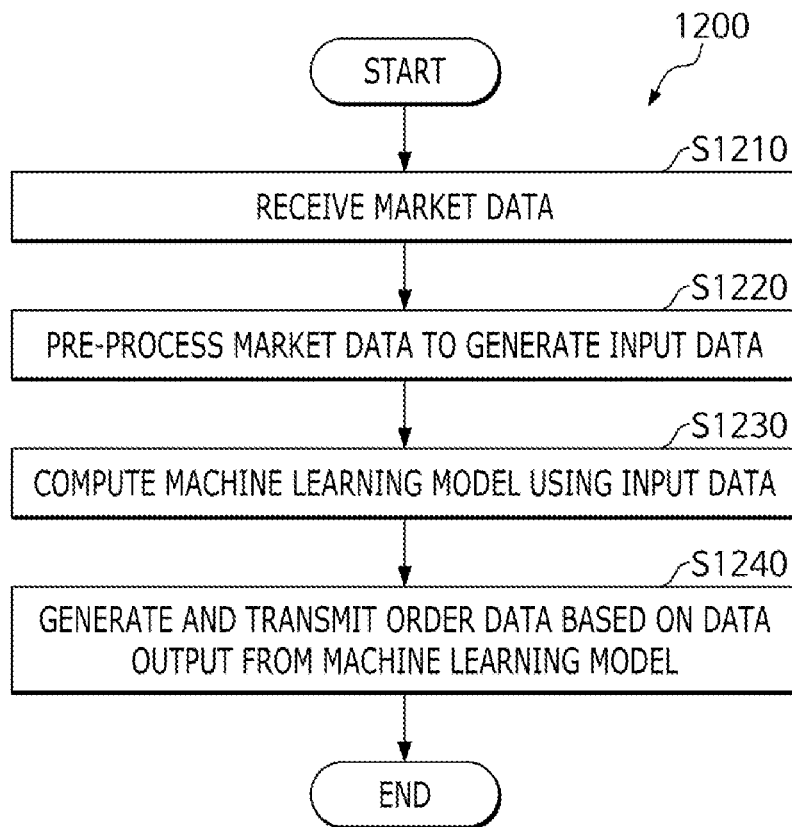 1200
START
S1210
RECEIVE MARKET DATA
S1220
PRE-PROCESS MARKET DATA TO GENERATE INPUT DATA
S1230
COMPUTE MACHINE LEARNING MODEL USING INPUT DATA
S1240
GENERATE AND TRANSMIT ORDER DATA BASED ON DATA
OUTPUT FROM MACHINE LEARNING MODEL
END